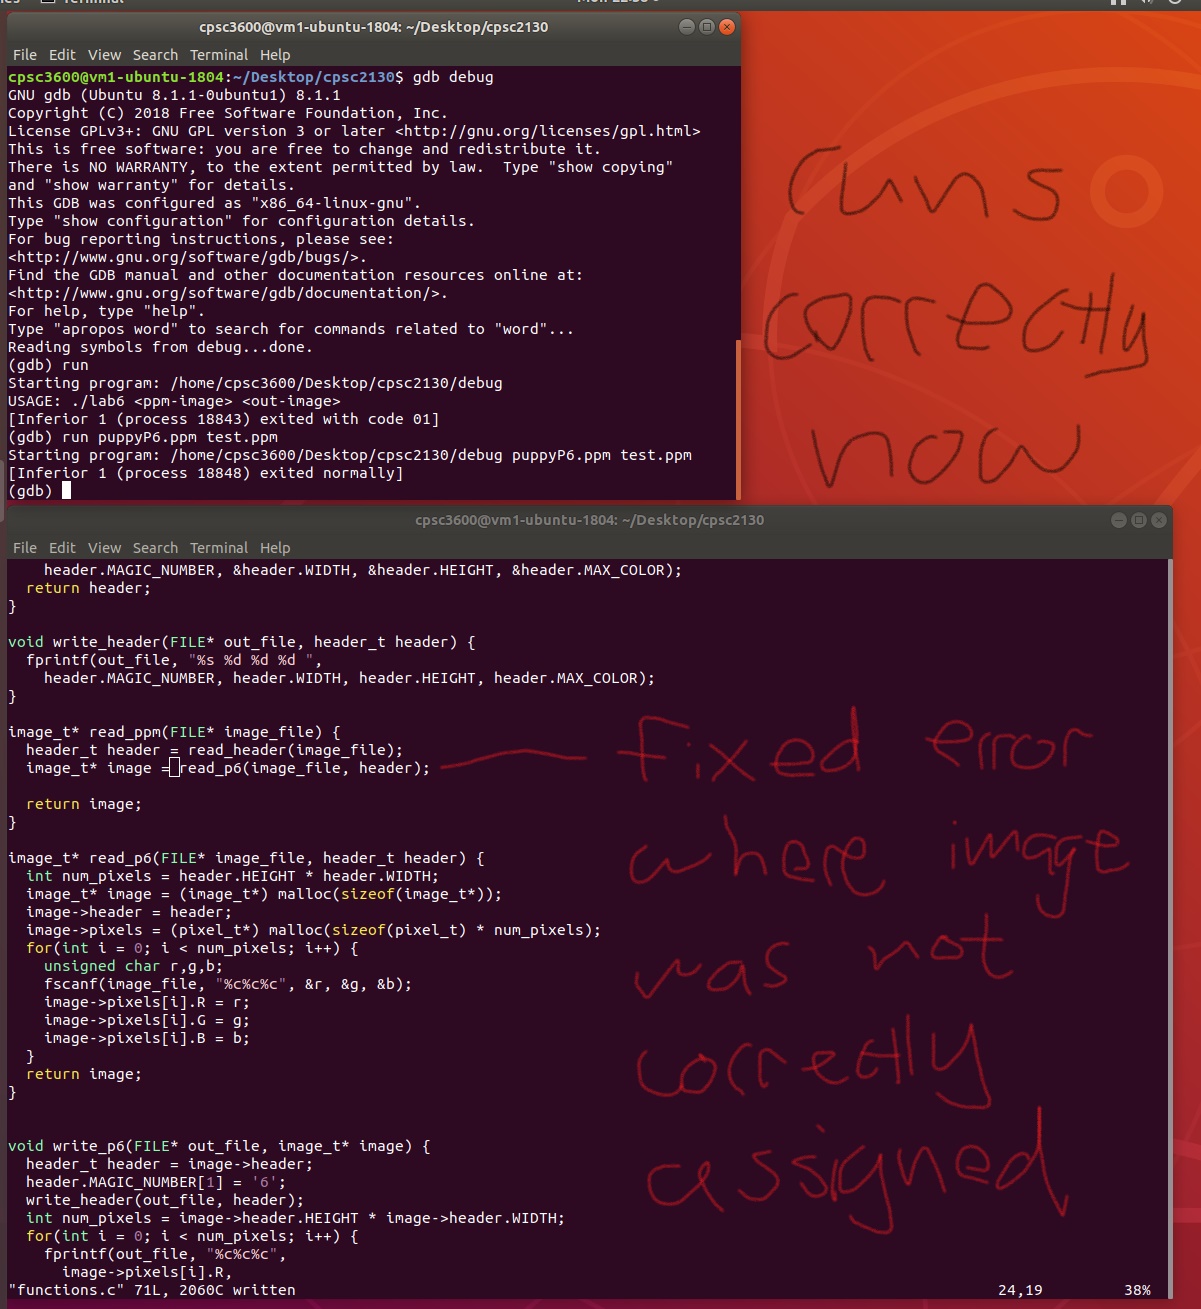 cpsc3600@vm1-ubuntu-1804: ~/Desktop/cpsc2130
File Edit View Search Terminal Help
cpsc3600@vm1-ubuntu-1804:~/Desktop/cpsc2130$ gdb debug
GNU gdb (Ubuntu 8.1.1-0ubuntu1) 8.1.1
Copyright (C) 2018 Free Software Foundation, Inc.
License GPLv3+: GNU GPL version 3 or later <http://gnu.org/licenses/gpl.html>
This is free software: you are free to change and redistribute it.
There is NO WARRANTY, to the extent permitted by law.  Type "show copying"
and "show warranty" for details.
This GDB was configured as "x86_64-linux-gnu".
Type "show configuration" for configuration details.
For bug reporting instructions, please see:
<http://www.gnu.org/software/gdb/bugs/>.
Find the GDB manual and other documentation resources online at:
<http://www.gnu.org/software/gdb/documentation/>.
For help, type "help".
Type "apropos word" to search for commands related to "word"...
Reading symbols from debug...done.
(gdb) run
Starting program: /home/cpsc3600/Desktop/cpsc2130/debug
USAGE: ./lab6 <ppm-image> <out-image>
[Inferior 1 (process 18843) exited with code 01]
(gdb) run puppyP6.ppm test.ppm
Starting program: /home/cpsc3600/Desktop/cpsc2130/debug puppyP6.ppm test.ppm
[Inferior 1 (process 18848) exited normally]
(gdb)
runs
correctly
now
cpsc3600@vm1-ubuntu-1804: ~/Desktop/cpsc2130
File Edit View Search Terminal Help
    header.MAGIC_NUMBER, &header.WIDTH, &header.HEIGHT, &header.MAX_COLOR);
  return header;
}
void write_header(FILE* out_file, header_t header) {
  fprintf(out_file, "%s %d %d %d ",
    header.MAGIC_NUMBER, header.WIDTH, header.HEIGHT, header.MAX_COLOR);
}
image_t* read_ppm(FILE* image_file) {
  header_t header = read_header(image_file);
  image_t* image = read_p6(image_file, header);
  return image;
}
image_t* read_p6(FILE* image_file, header_t header) {
  int num_pixels = header.HEIGHT * header.WIDTH;
  image_t* image = (image_t*) malloc(sizeof(image_t*));
  image->header = header;
  image->pixels = (pixel_t*) malloc(sizeof(pixel_t) * num_pixels);
  for(int i = 0; i < num_pixels; i++) {
    unsigned char r,g,b;
    fscanf(image_file, "%c%c%c", &r, &g, &b);
    image->pixels[i].R = r;
    image->pixels[i].G = g;
    image->pixels[i].B = b;
  }
  return image;
}
void write_p6(FILE* out_file, image_t* image) {
  header_t header = image->header;
  header.MAGIC_NUMBER[1] = '6';
  write_header(out_file, header);
  int num_pixels = image->header.HEIGHT * image->header.WIDTH;
  for(int i = 0; i < num_pixels; i++) {
    fprintf(out_file, "%c%c%c",
      image->pixels[i].R,
"functions.c" 71L, 2060C written 24,19 38%
Fixed error
where image
was not
correctly
assigned